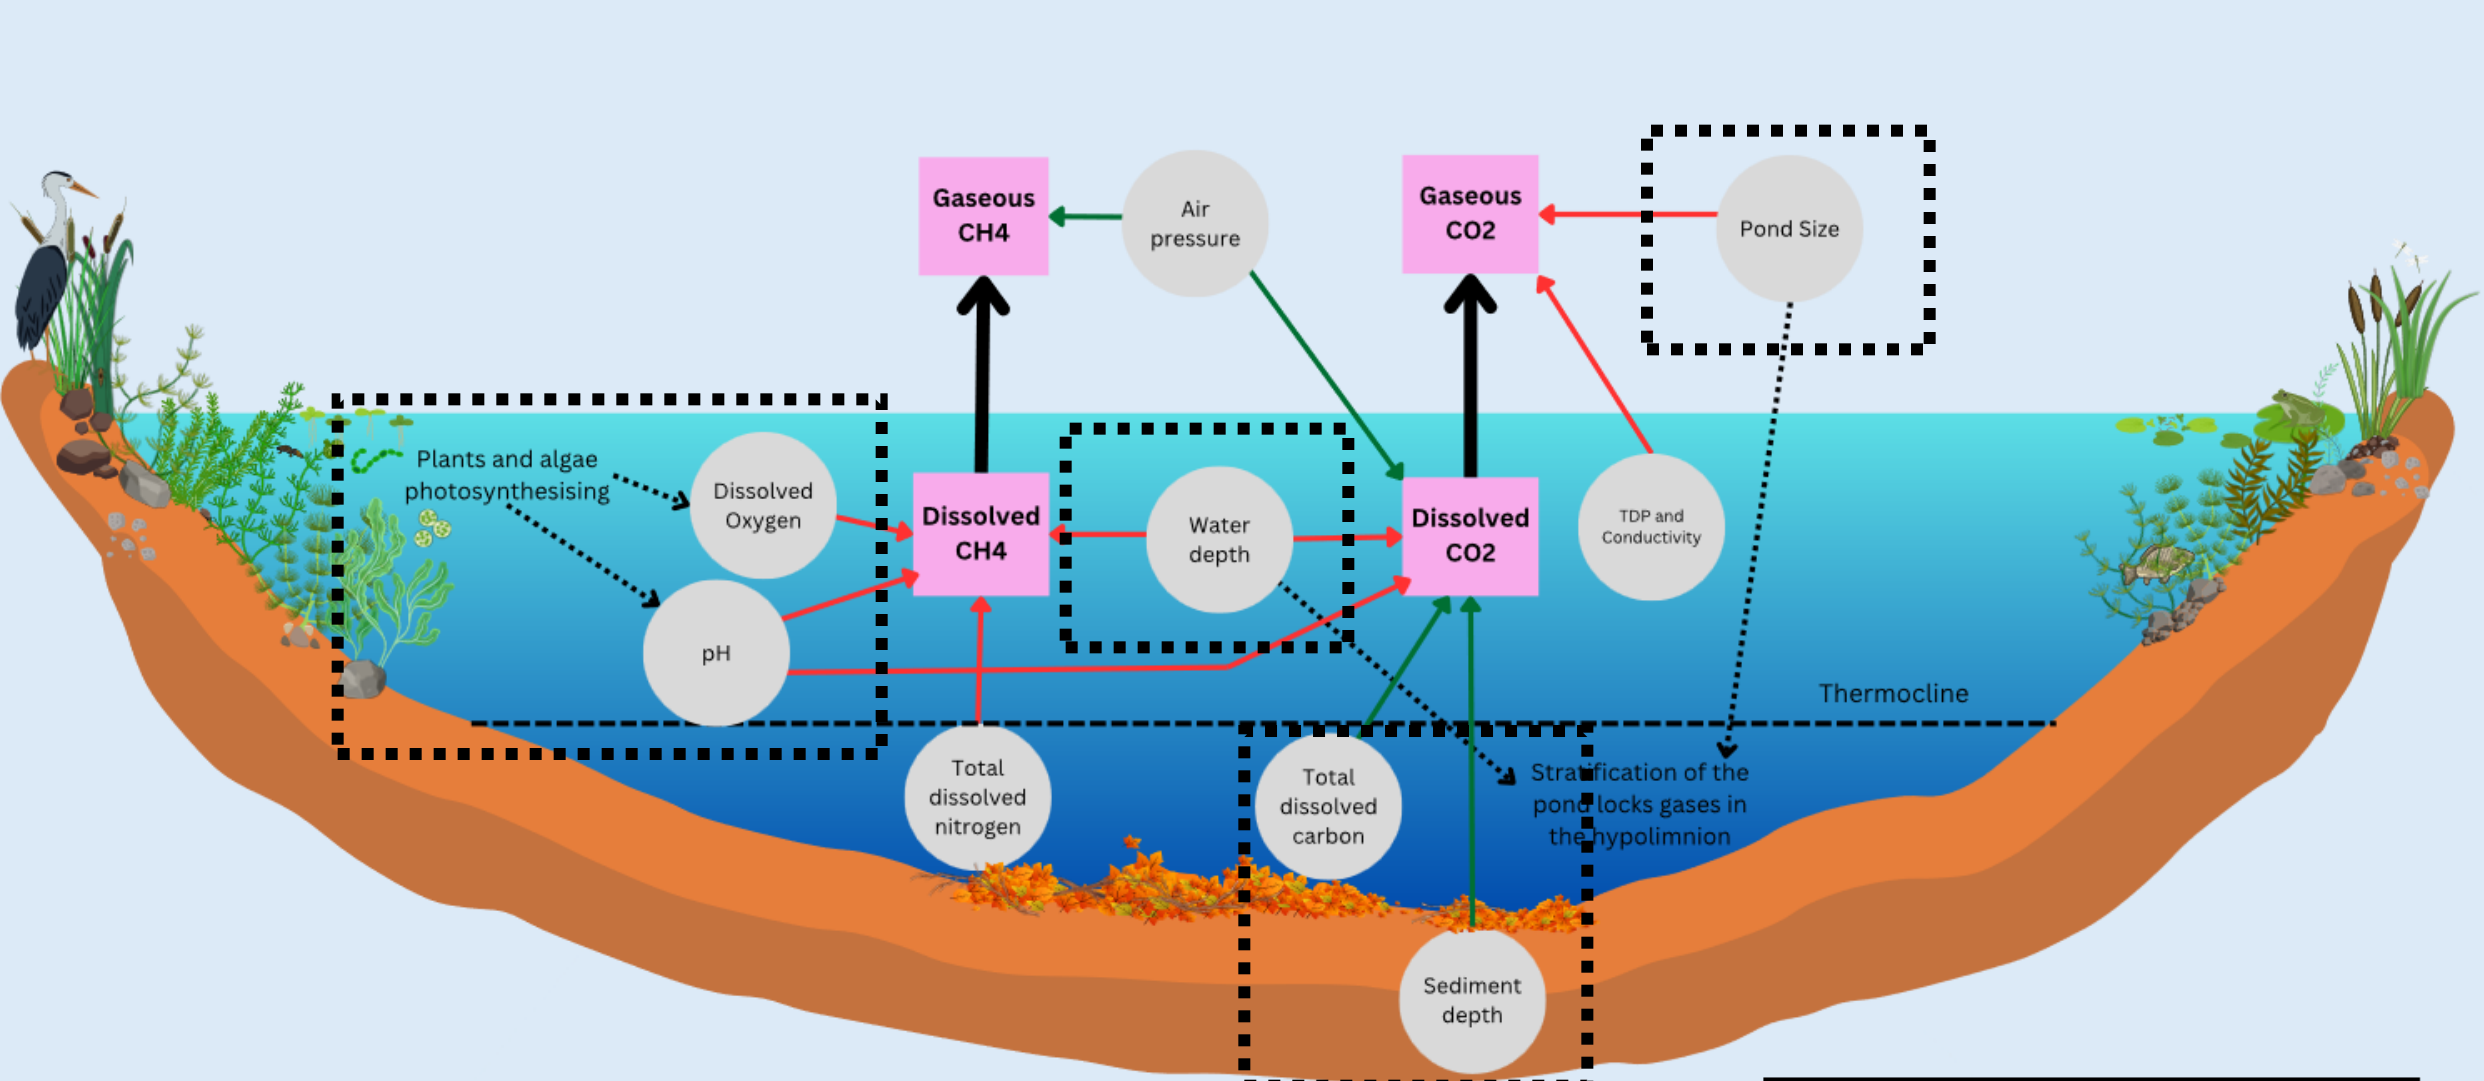 Gaseous
CH4
Air
pressure
Gaseous
CO2
Pond Size
Plants and algae
photosynthesising
Dissolved
Oxygen
Dissolved
CH4
Water
depth
Dissolved
CO2
TDP and
Conductivity
pH
Thermocline
Total
dissolved
nitrogen
Total
dissolved
carbon
Stratification of the
pond locks gases in
the hypolimnion
Sediment
depth